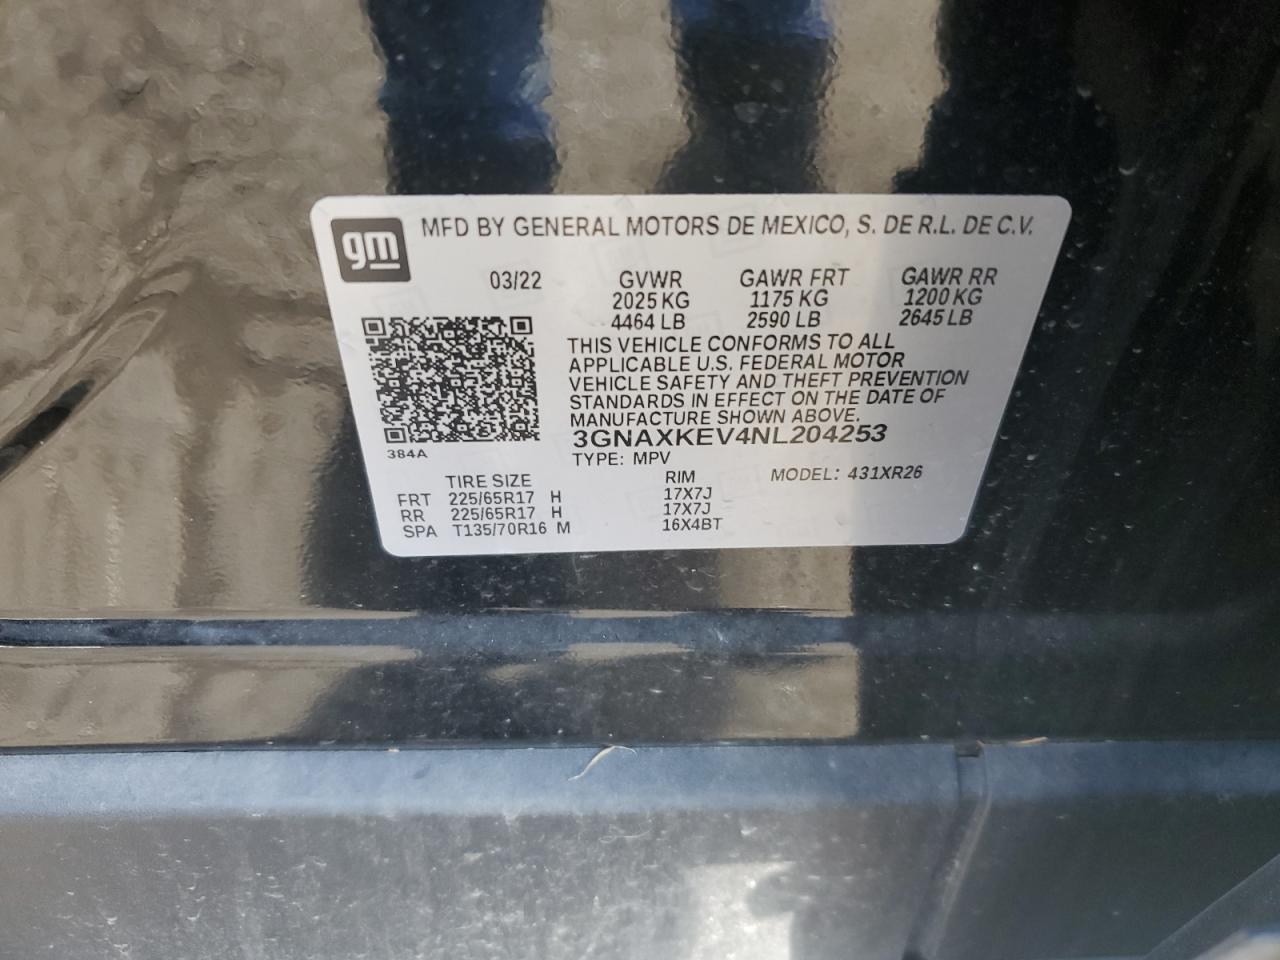 gm
MFD BY GENERAL MOTORS DE MEXICO, S. DE R.L. DE C.V.
03/22 GVWR GAWR FRT GAWR RR
2025 KG 1175 KG 1200 KG
4464 LB 2590 LB 2645 LB
THIS VEHICLE CONFORMS TO ALL
APPLICABLE U.S. FEDERAL MOTOR
VEHICLE SAFETY AND THEFT PREVENTION
STANDARDS IN EFFECT ON THE DATE OF
MANUFACTURE SHOWN ABOVE.
3GNAXKEV4NL204253
384A
TYPE: MPV
MODEL: 431XR26
TIRE SIZE RIM
FRT 225/65R17 H 17X7J
RR 225/65R17 H 17X7J
SPA T135/70R16 M 16X4BT